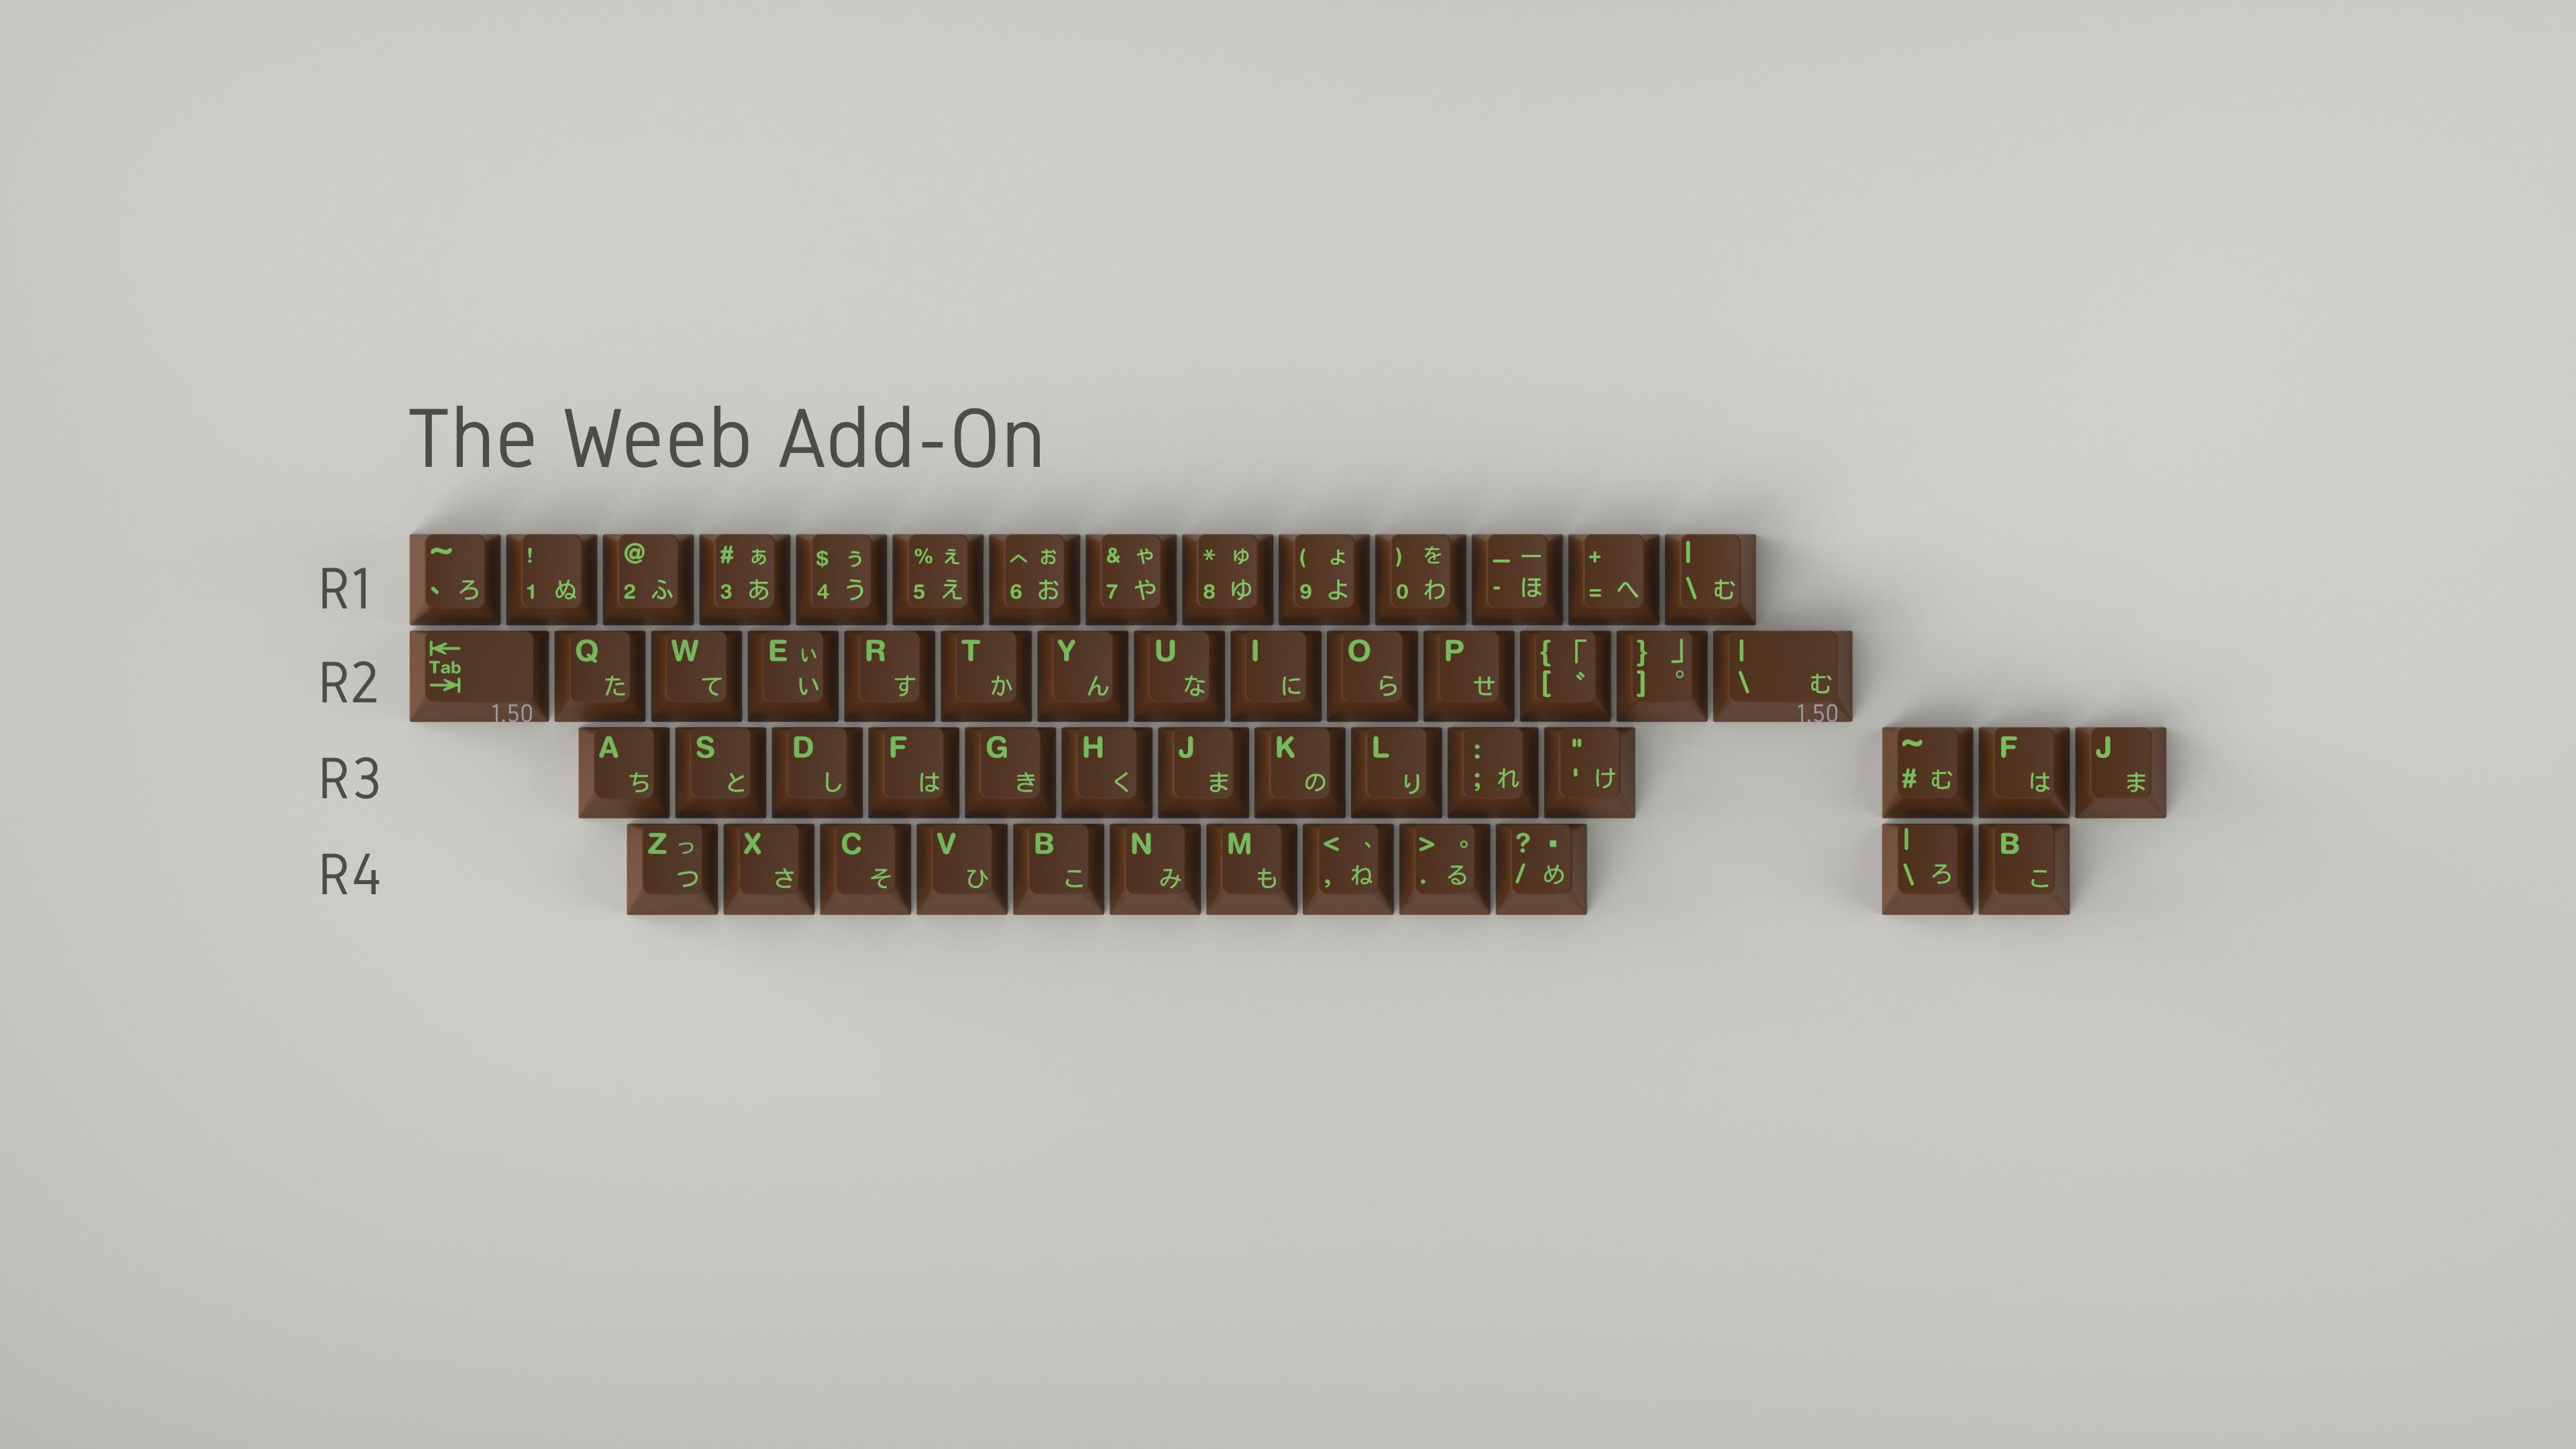 The Weeb Add-On
R1
~ ` ろ ! 1 ぬ @ 2 ふ # ぁ 3 あ $ ぅ 4 う % ぇ 5 え ^ ぉ 6 お & ゃ 7 や * ゅ 8 ゆ ( ょ 9 よ ) を 0 わ _ ー - ほ + = へ | \ む
R2
Tab 1.50 Q た W て E ぃ い R す T か Y ん U な I に O ら P せ { 「 [ ゛ } 」 ] ゜ | \ む 1.50
R3
A ち S と D し F は G き H く J ま K の L り : ; れ " ' け ~ # む F は J ま
R4
Z っ つ X さ C そ V ひ B こ N み M も < 、 , ね > 。 . る ? ・ / め | \ ろ B こ